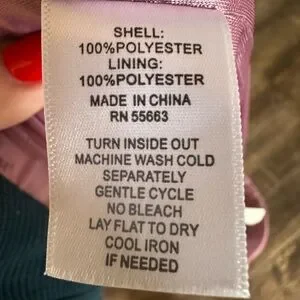 SHELL:
100%POLYESTER
LINING:
100%POLYESTER
MADE IN CHINA
RN 55663
TURN INSIDE OUT
MACHINE WASH COLD
SEPARATELY
GENTLE CYCLE
NO BLEACH
LAY FLAT TO DRY
COOL IRON
IF NEEDED